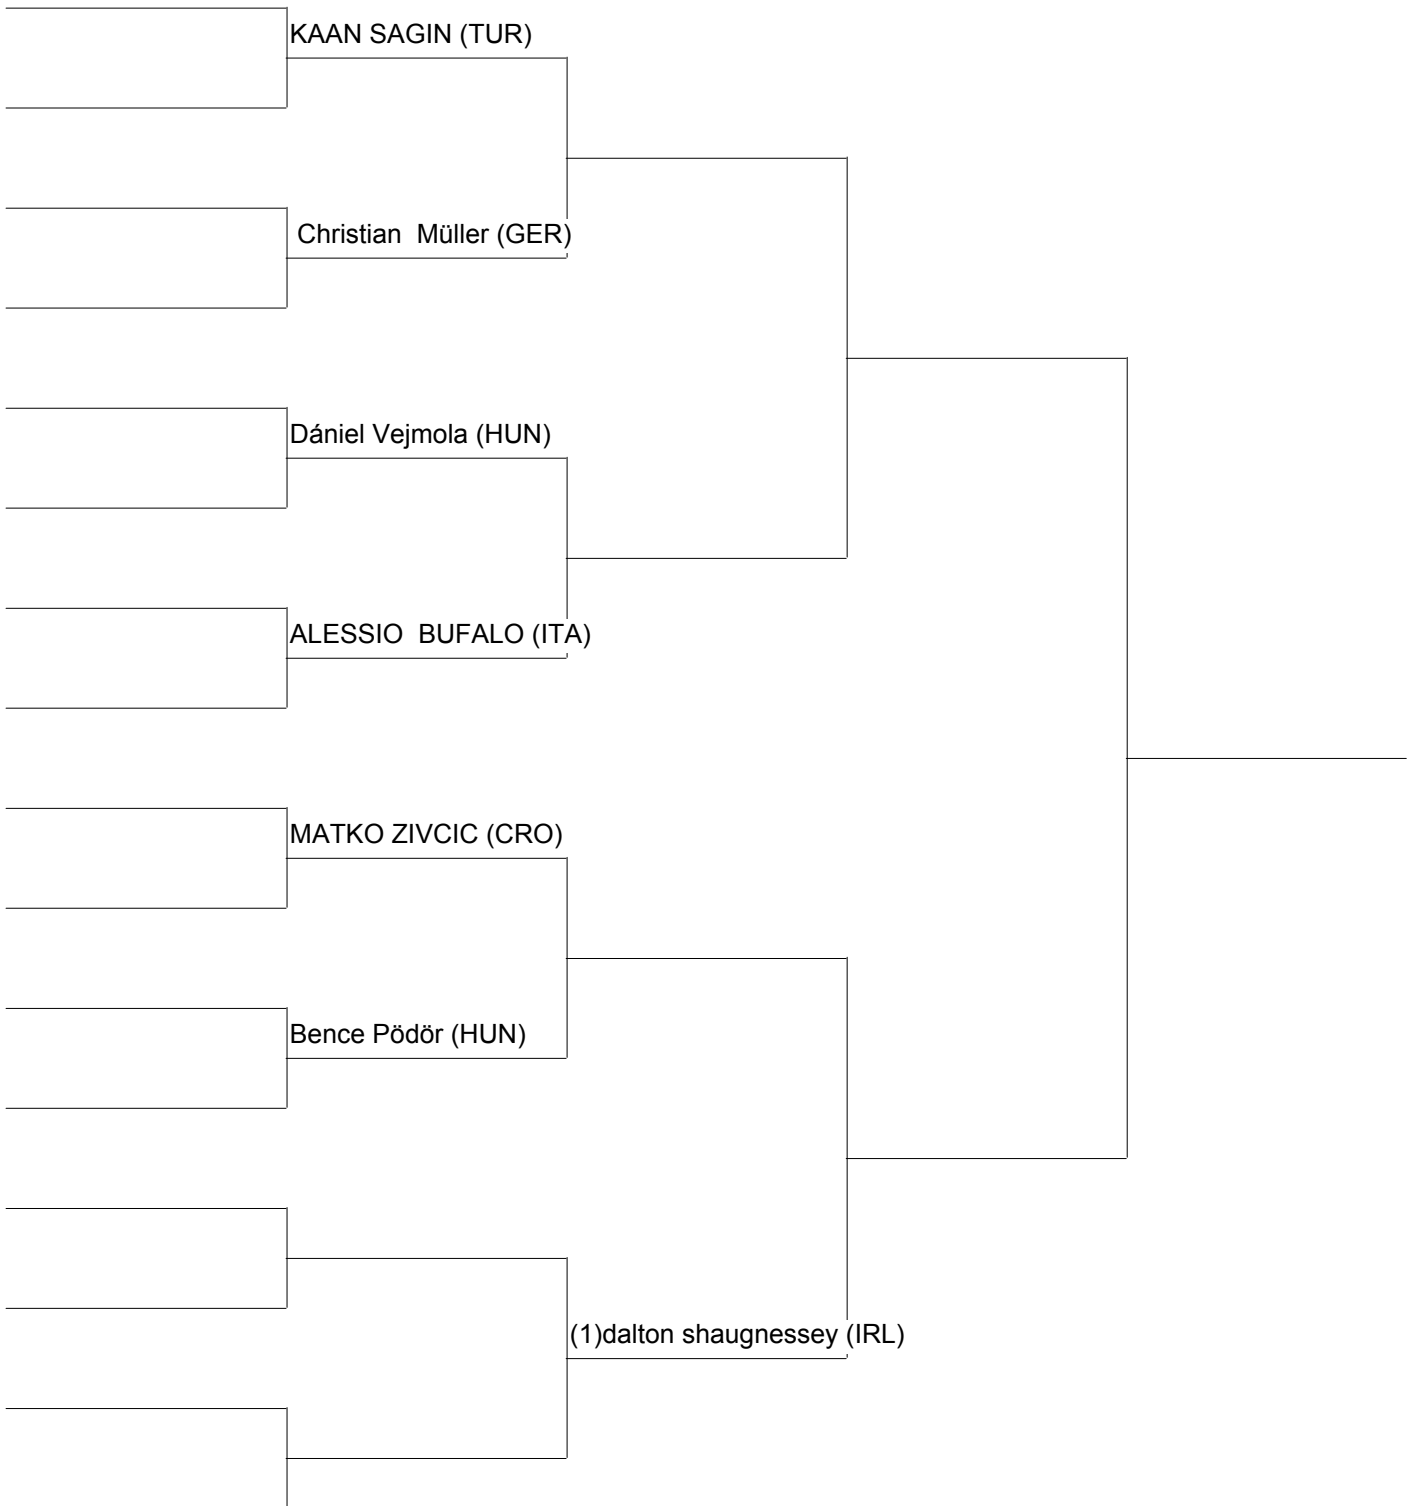 KAAN SAGIN (TUR)
Christian  Müller (GER)
Dániel Vejmola (HUN)
ALESSIO  BUFALO (ITA)
MATKO ZIVCIC (CRO)
Bence Pödör (HUN)
(1)dalton shaugnessey (IRL)